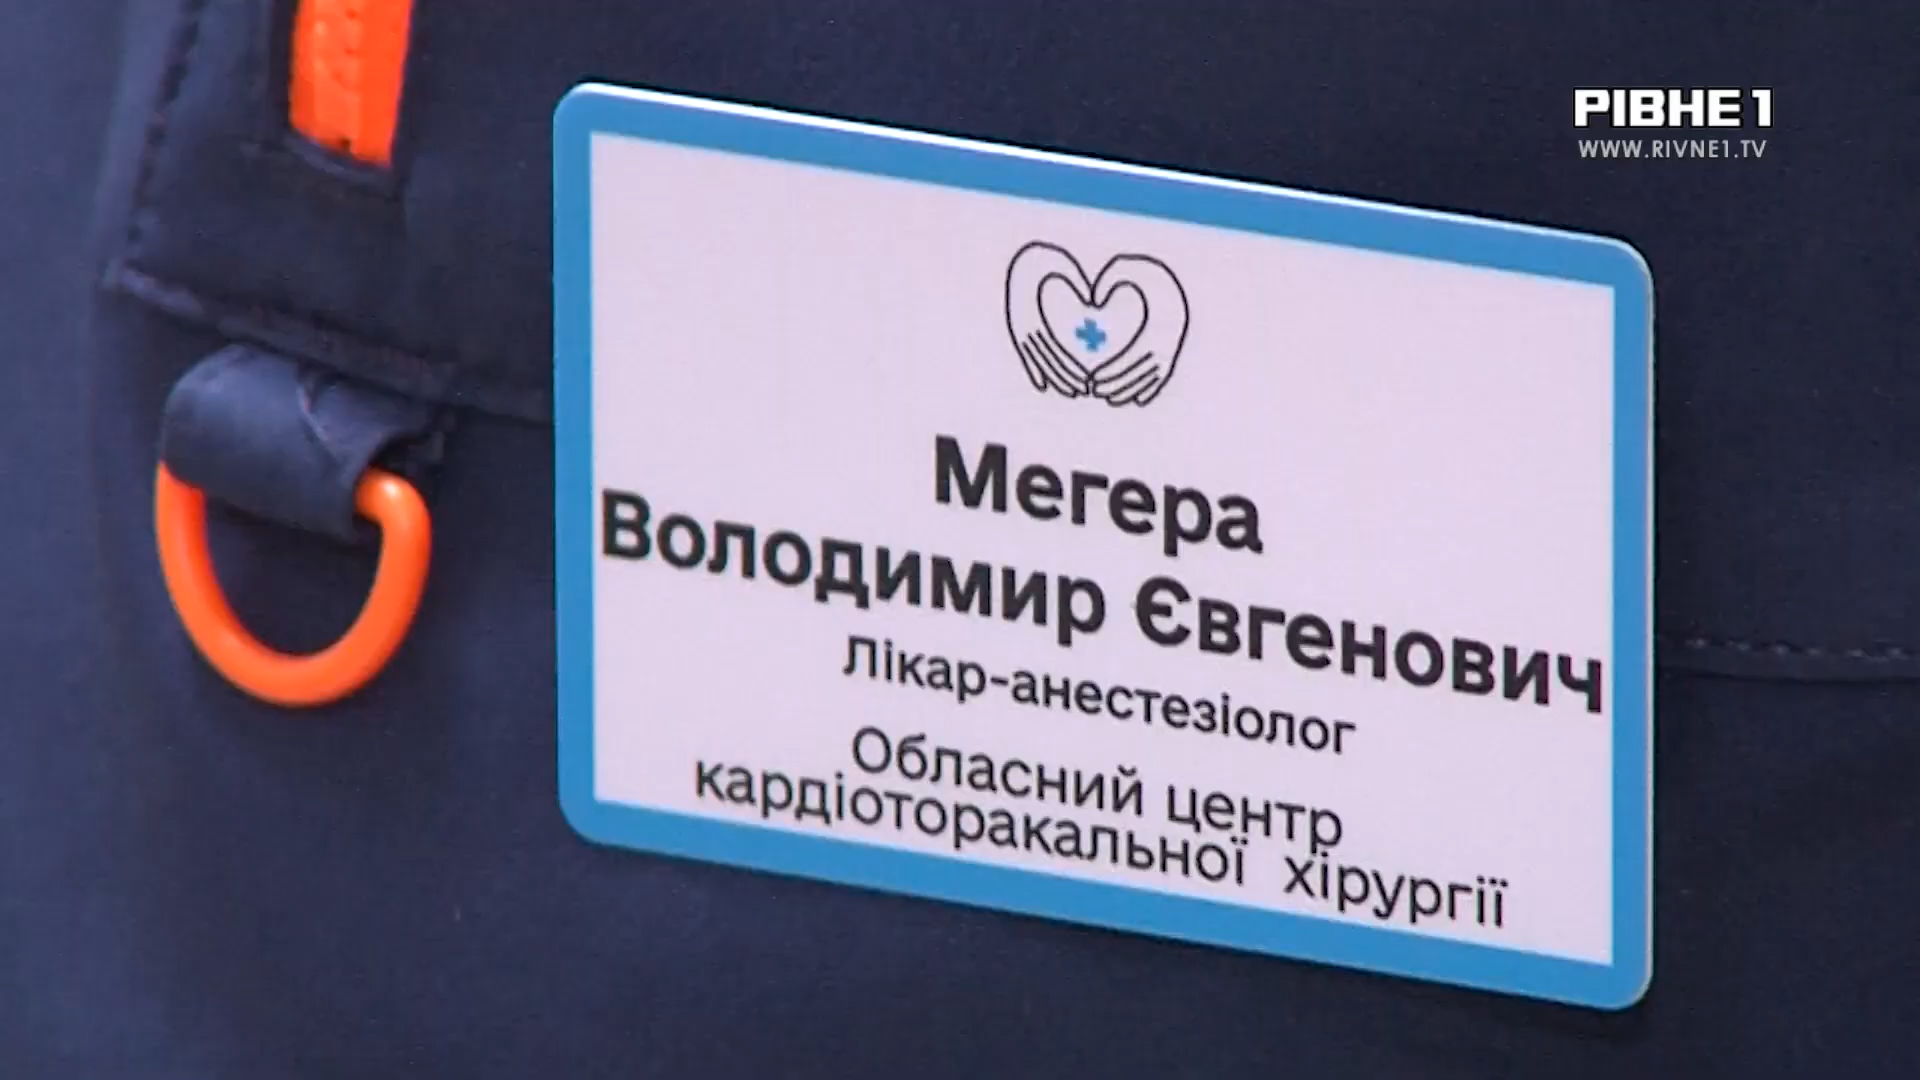 РІВНЕ 1
WWW.RIVNE1.TV
Мегера
Володимир Євгенович
Лікар-анестезіолог
Обласний центр
кардіоторакальної хірургії